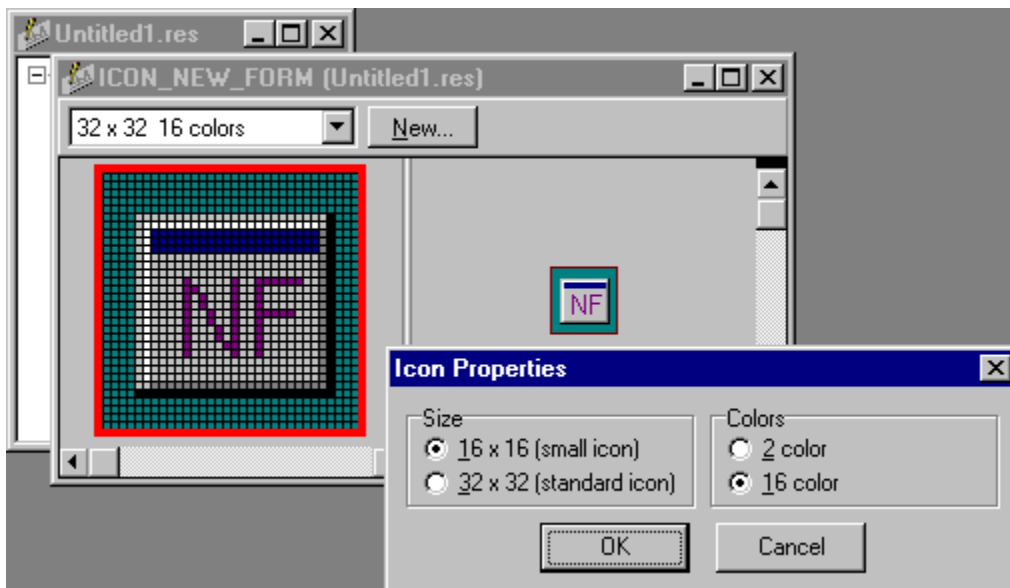 Untitled1.res
ICON_NEW_FORM (Untitled1.res)
32 x 32 16 colors
New...
NF
NF
Icon Properties
Size
16 x 16 (small icon)
32 x 32 (standard icon)
Colors
2 color
16 color
OK
Cancel